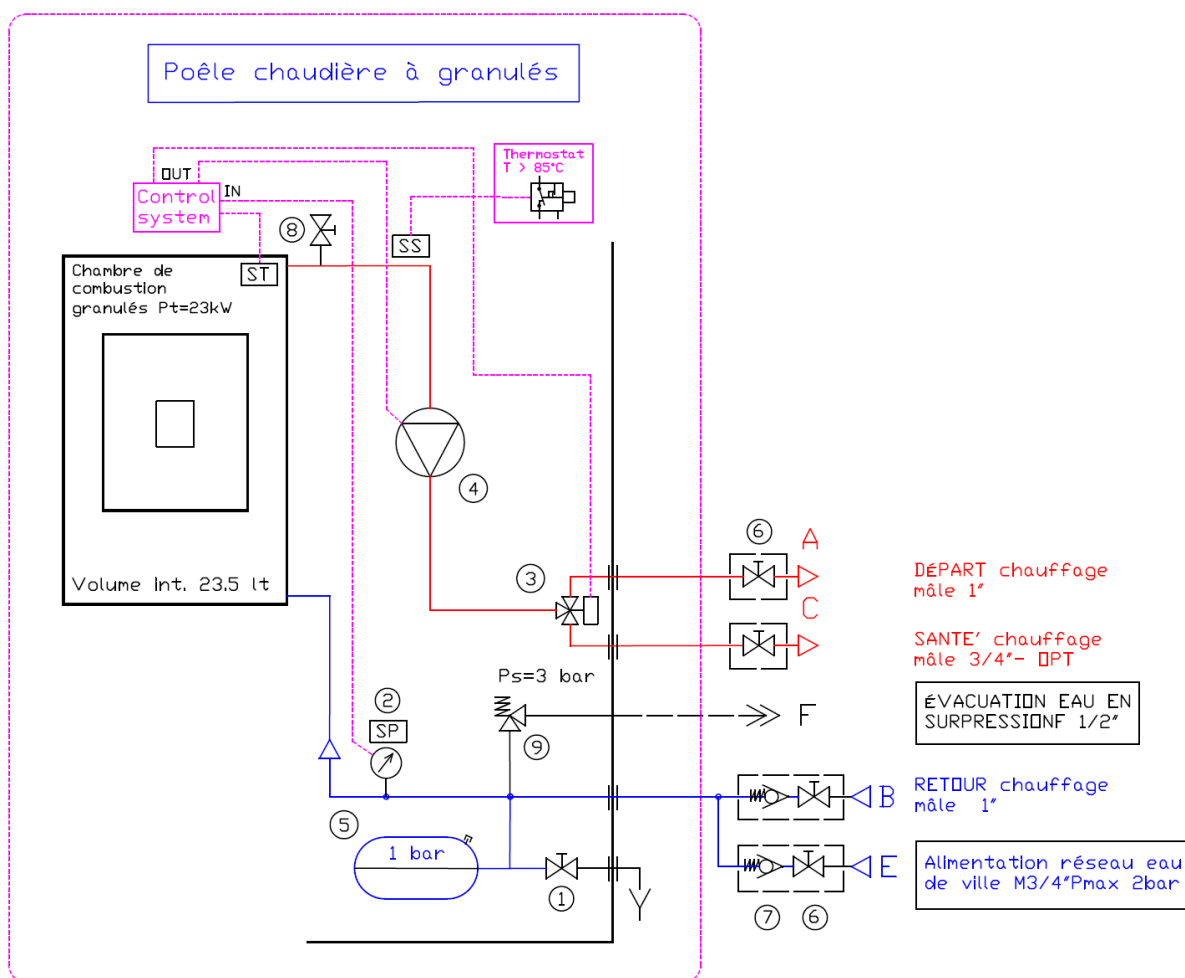 Poêle chaudière à granulés
Thermostat
T > 85°C
OUT
IN
Control
system
8
SS
ST
Chambre de
combustion
granulés Pt=23kW
4
6
A
3
DÉPART chauffage
mâle 1"
Volume int. 23.5 lt
C
SANTE' chauffage
mâle 3/4"- OPT
Ps=3 bar
2
SP
F
ÉVACUATION EAU EN
SURPRESSIONF 1/2"
9
B
RETOUR chauffage
mâle 1"
5
1 bar
E
Alimentation réseau eau
de ville M3/4"Pmax 2bar
1
7
6